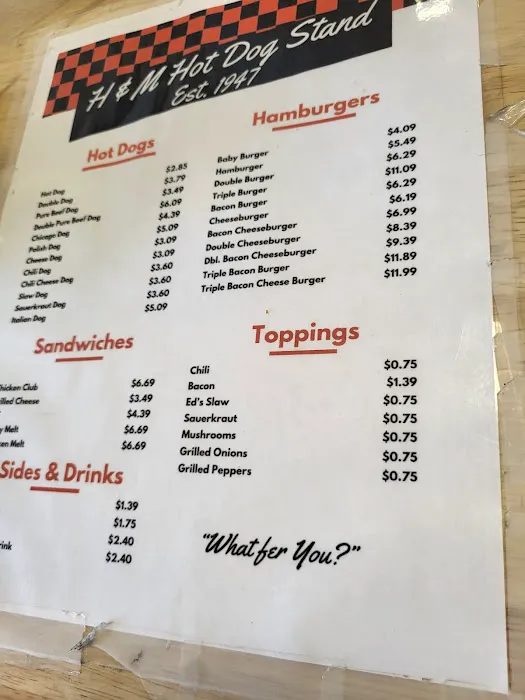 H & M Hot Dog Stand
Est. 1947
Hot Dogs
Hot Dog $2.85
Double Dog $3.79
Pure Beef Dog $3.49
Double Pure Beef Dog $6.09
Chicago Dog $4.39
Polish Dog $5.09
Cheese Dog $3.09
Chili Dog $3.09
Chili Cheese Dog $3.60
Slaw Dog $3.60
Sauerkraut Dog $3.60
Italian Dog $5.09
Sandwiches
hicken Club $6.69
illed Cheese $3.49
$4.39
y Melt $6.69
en Melt $6.69
Sides & Drinks
$1.39
$1.75
$2.40
rink $2.40
Hamburgers
Baby Burger $4.09
Hamburger $5.49
Double Burger $6.29
Triple Burger $11.09
Bacon Burger $6.29
Cheeseburger $6.19
Bacon Cheeseburger $6.99
Double Cheeseburger $8.39
Dbl. Bacon Cheeseburger $9.39
Triple Bacon Burger $11.89
Triple Bacon Cheese Burger $11.99
Toppings
Chili $0.75
Bacon $1.39
Ed's Slaw $0.75
Sauerkraut $0.75
Mushrooms $0.75
Grilled Onions $0.75
Grilled Peppers $0.75
"What fer You?"